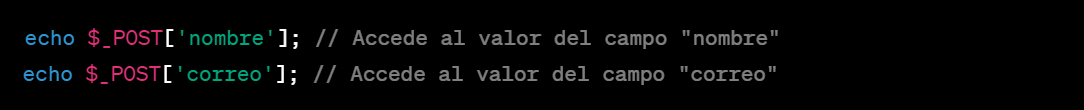 echo $_POST['nombre']; // Accede al valor del campo "nombre"
echo $_POST['correo']; // Accede al valor del campo "correo"